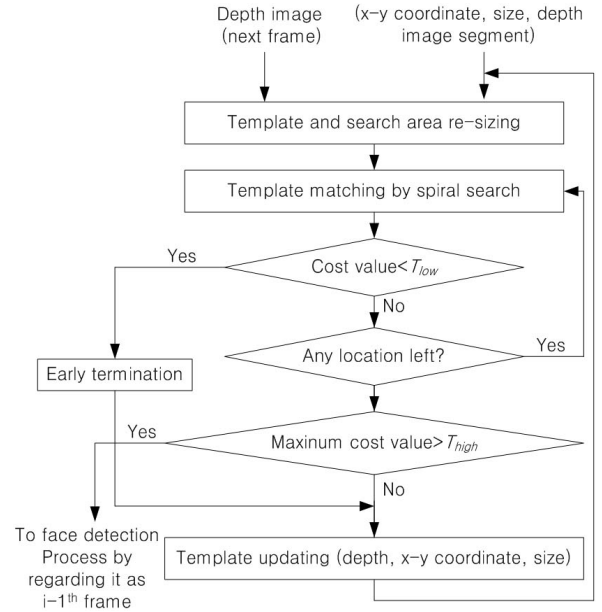 Depth image
(next frame)
(x-y coordinate, size, depth
image segment)
Template and search area re-sizing
Template matching by spiral search
Yes
Cost value<Tlow
No
Any location left?
Yes
Early termination
Yes
Maxinum cost value>Thigh
No
To face detection
Process by
regarding it as
i-1th frame
Template updating (depth, x-y coordinate, size)